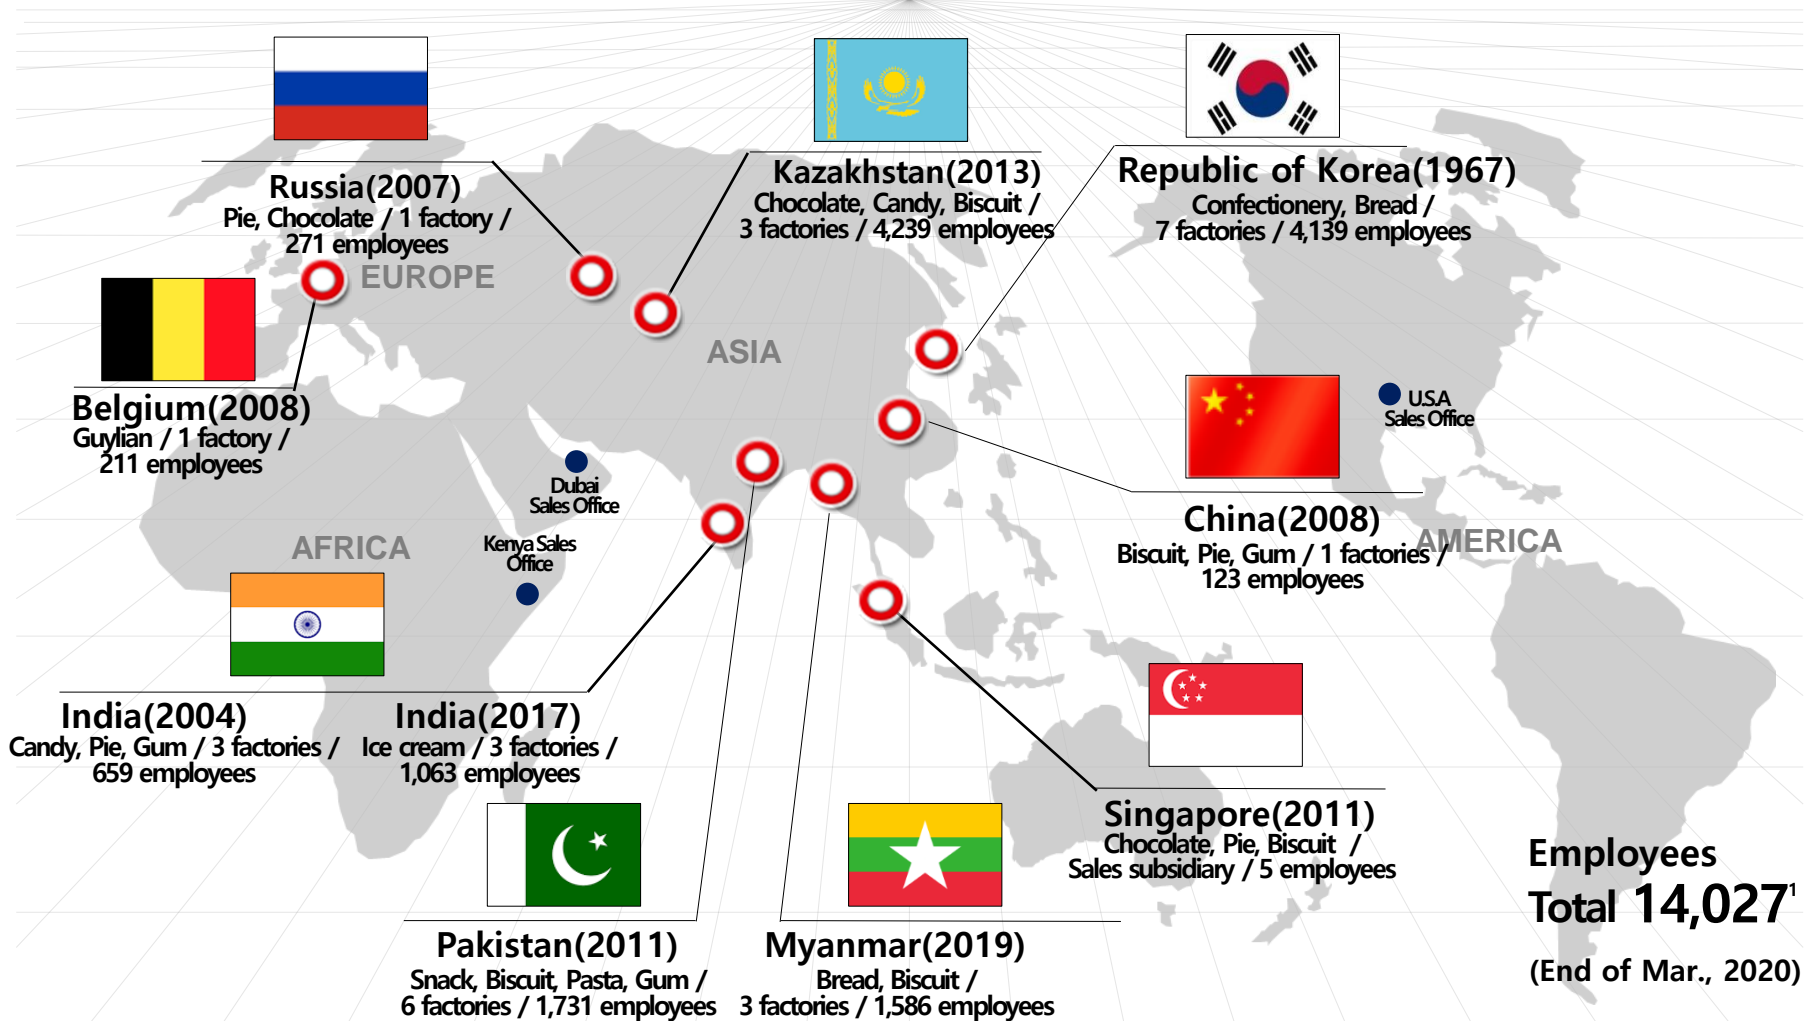 Russia(2007)
Pie, Chocolate / 1 factory /
271 employees
Kazakhstan(2013)
Chocolate, Candy, Biscuit /
3 factories / 4,239 employees
Republic of Korea(1967)
Confectionery, Bread /
7 factories / 4,139 employees
EUROPE
ASIA
Belgium(2008)
Guylian / 1 factory /
211 employees
U.S.A
Sales Office
Dubai
Sales Office
Kenya Sales
Office
AFRICA
China(2008)
Biscuit, Pie, Gum / 1 factories /
123 employees
AMERICA
India(2004)
Candy, Pie, Gum / 3 factories /
659 employees
India(2017)
Ice cream / 3 factories /
1,063 employees
Singapore(2011)
Chocolate, Pie, Biscuit /
Sales subsidiary / 5 employees
Pakistan(2011)
Snack, Biscuit, Pasta, Gum /
6 factories / 1,731 employees
Myanmar(2019)
Bread, Biscuit /
3 factories / 1,586 employees
Employees
Total 14,027¹
(End of Mar., 2020)